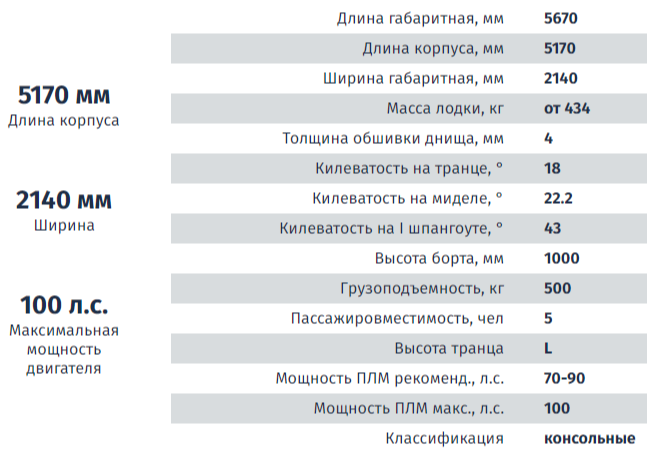 5170 мм
Длина корпуса
2140 мм
Ширина
100 л.с.
Максимальная
мощность
двигателя
Длина габаритная, мм 5670
Длина корпуса, мм 5170
Ширина габаритная, мм 2140
Масса лодки, кг от 434
Толщина обшивки днища, мм 4
Килеватость на транце, ° 18
Килеватость на миделе, ° 22.2
Килеватость на I шпангоуте, ° 43
Высота борта, мм 1000
Грузоподъемность, кг 500
Пассажировместимость, чел 5
Высота транца L
Мощность ПЛМ рекоменд., л.с. 70-90
Мощность ПЛМ макс., л.с. 100
Классификация консольные